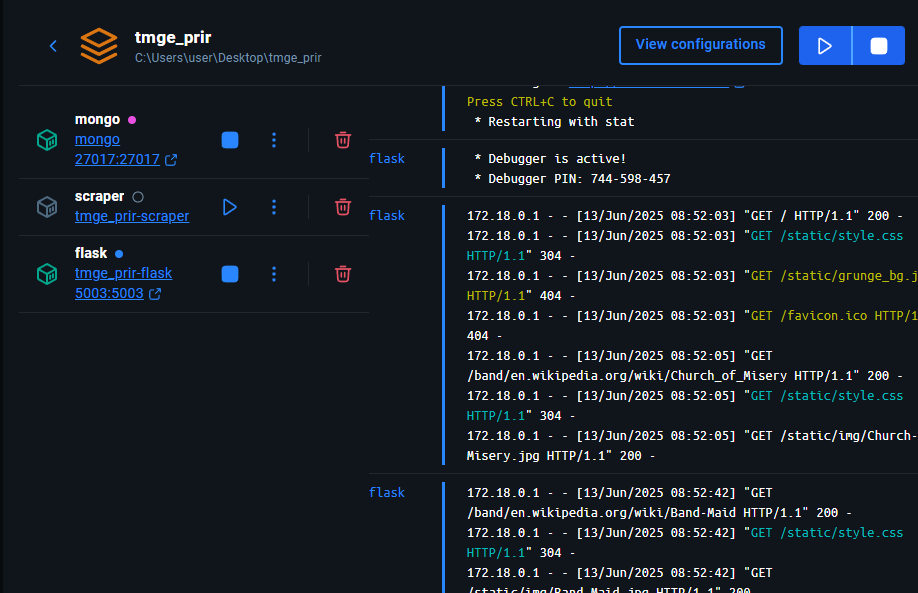 tmge_prir
C:\Users\user\Desktop\tmge_prir
View configurations
mongo
mongo
27017:27017
scraper
tmge_prir-scraper
flask
tmge_prir-flask
5003:5003
Press CTRL+C to quit
* Restarting with stat
flask
* Debugger is active!
* Debugger PIN: 744-598-457
flask
172.18.0.1 - - [13/Jun/2025 08:52:03] "GET / HTTP/1.1" 200 -
172.18.0.1 - - [13/Jun/2025 08:52:03] "GET /static/style.css
HTTP/1.1" 304 -
172.18.0.1 - - [13/Jun/2025 08:52:03] "GET /static/grunge_bg.j
HTTP/1.1" 404 -
172.18.0.1 - - [13/Jun/2025 08:52:03] "GET /favicon.ico HTTP/1
404 -
172.18.0.1 - - [13/Jun/2025 08:52:05] "GET
/band/en.wikipedia.org/wiki/Church_of_Misery HTTP/1.1" 200 -
172.18.0.1 - - [13/Jun/2025 08:52:05] "GET /static/style.css
HTTP/1.1" 304 -
172.18.0.1 - - [13/Jun/2025 08:52:05] "GET /static/img/Church-
Misery.jpg HTTP/1.1" 200 -
flask
172.18.0.1 - - [13/Jun/2025 08:52:42] "GET
/band/en.wikipedia.org/wiki/Band-Maid HTTP/1.1" 200 -
172.18.0.1 - - [13/Jun/2025 08:52:42] "GET /static/style.css
HTTP/1.1" 304 -
172.18.0.1 - - [13/Jun/2025 08:52:42] "GET
/static/img/Band-Maid.jpg HTTP/1.1" 200